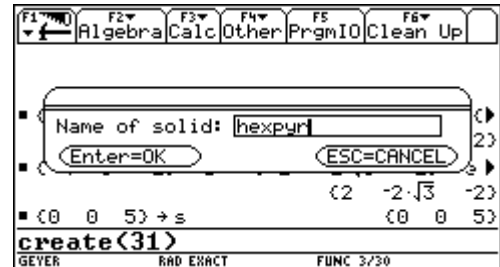 F1 F2 F3 F4 F5 F6
Algebra Calc Other PrgmIO Clean Up
Name of solid: hexpyr
Enter=OK ESC=CANCEL
{2 -2·√3 -2}
{0 0 5} → s {0 0 5}
create(31)
GEYER RAD EXACT FUNC 3/30